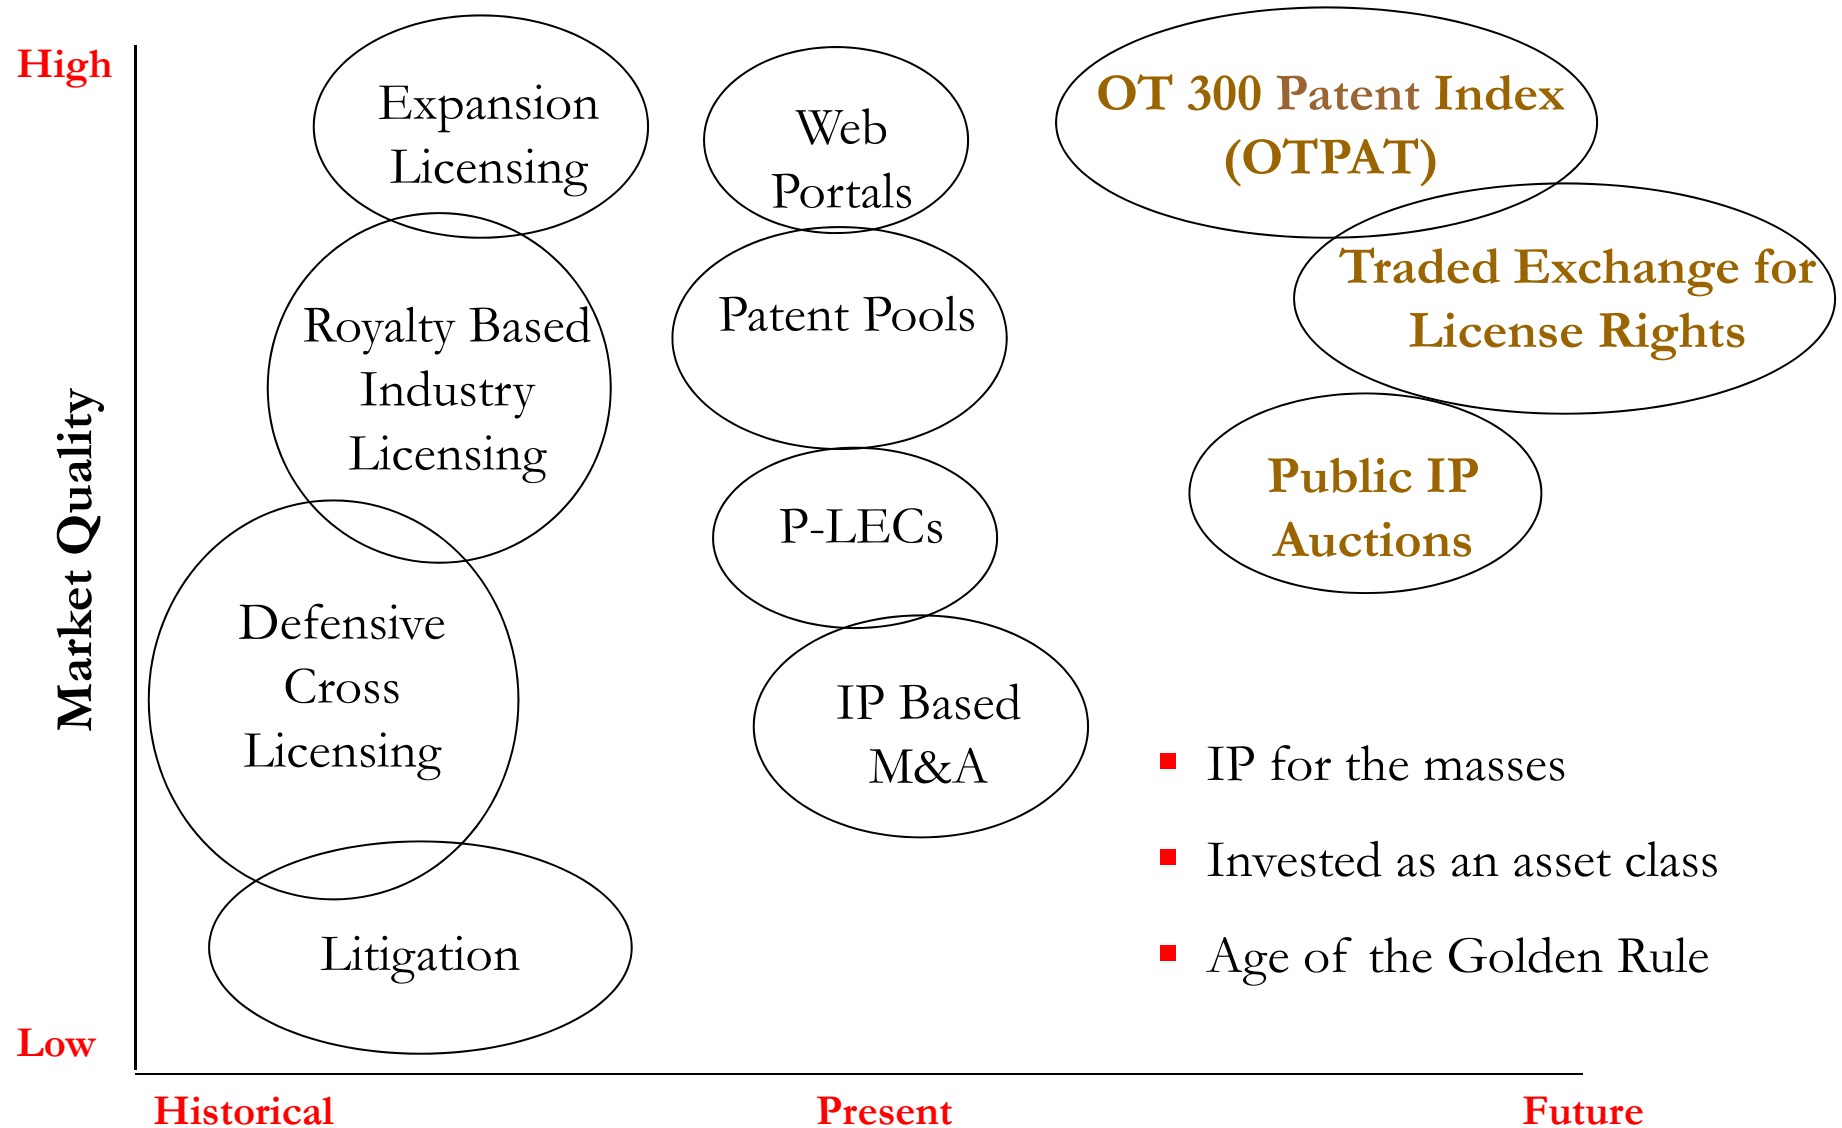 High
Expansion
Licensing
Web
Portals
OT 300 Patent Index
(OTPAT)
Royalty Based
Industry
Licensing
Patent Pools
Traded Exchange for
License Rights
P-LECs
Public IP
Auctions
Market Quality
Defensive
Cross
Licensing
IP Based
M&A
IP for the masses
Invested as an asset class
Age of the Golden Rule
Litigation
Low
Historical
Present
Future